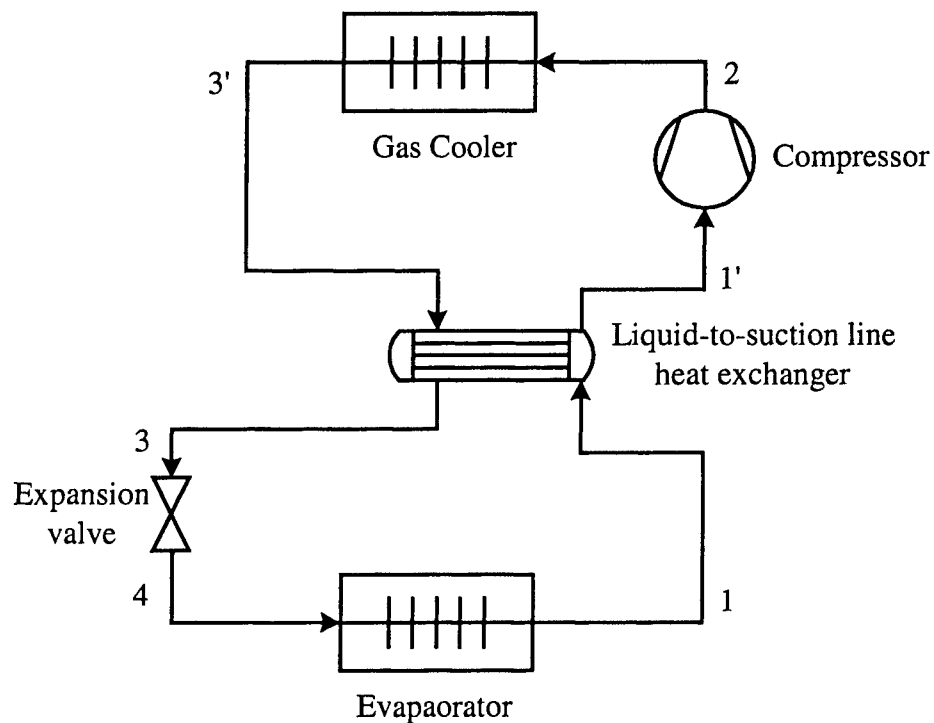 3'
2
Gas Cooler
Compressor
1'
Liquid-to-suction line
heat exchanger
3
Expansion
valve
4
1
Evapaorator